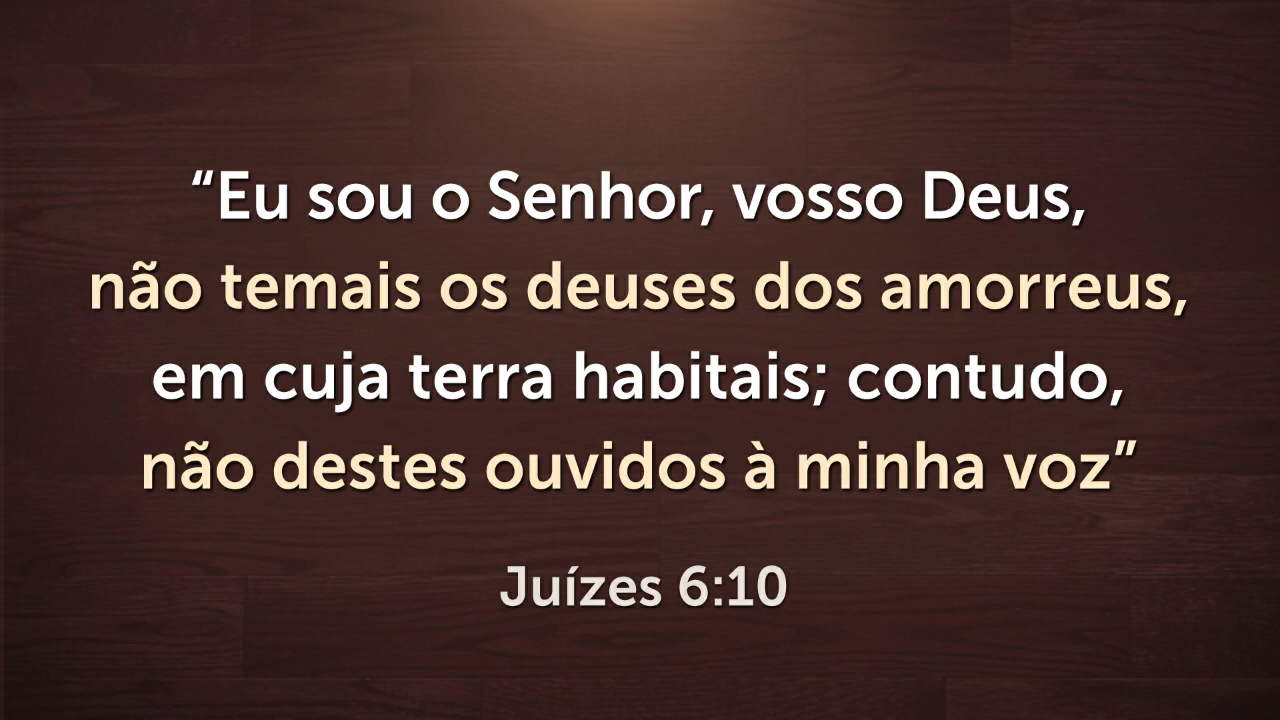 “Eu sou o Senhor, vosso Deus,
não temais os deuses dos amorreus,
em cuja terra habitais; contudo,
não destes ouvidos à minha voz”
Juízes 6:10